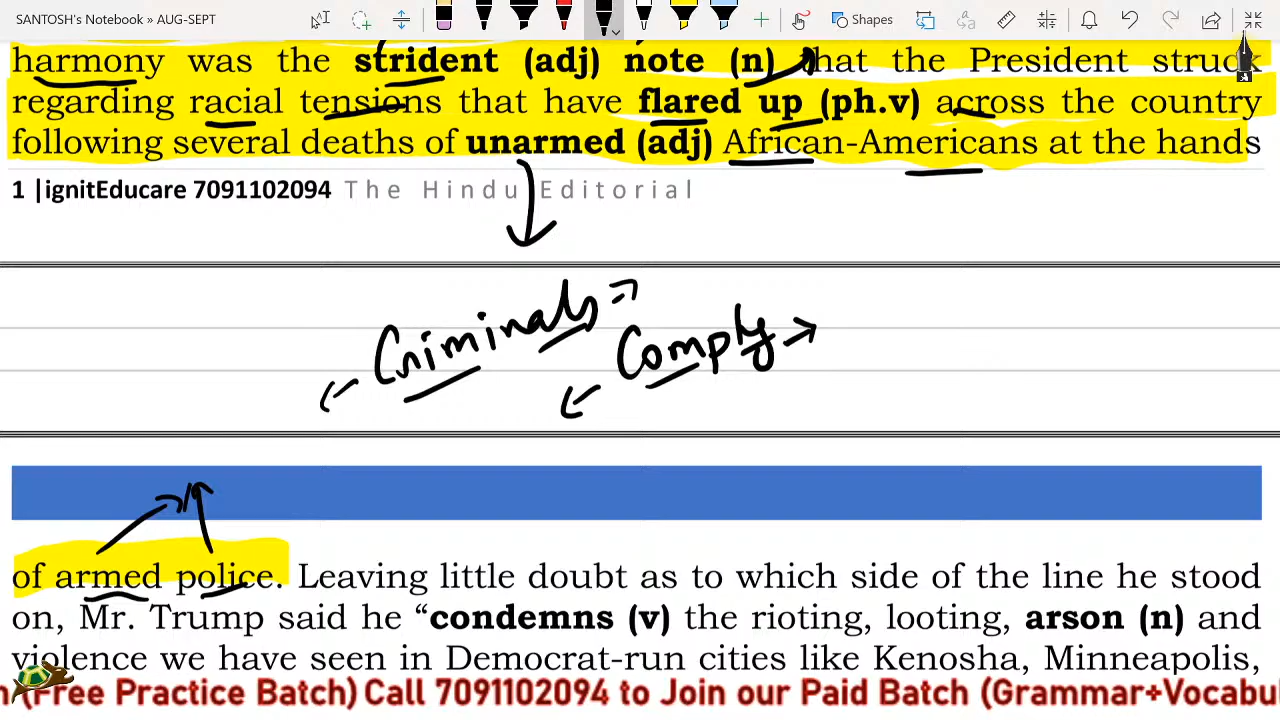 SANTOSH's Notebook » AUG-SEPT
Shapes
harmony was the strident (adj) note (n) that the President struck
regarding racial tensions that have flared up (ph.v) across the country
following several deaths of unarmed (adj) African-Americans at the hands
1 |ignitEducare 7091102094 The Hindu Editorial
Criminals
Comply
of armed police. Leaving little doubt as to which side of the line he stood
on, Mr. Trump said he “condemns (v) the rioting, looting, arson (n) and
violence we have seen in Democrat-run cities like Kenosha, Minneapolis,
(Free Practice Batch) Call 7091102094 to Join our Paid Batch (Grammar+Vocabul